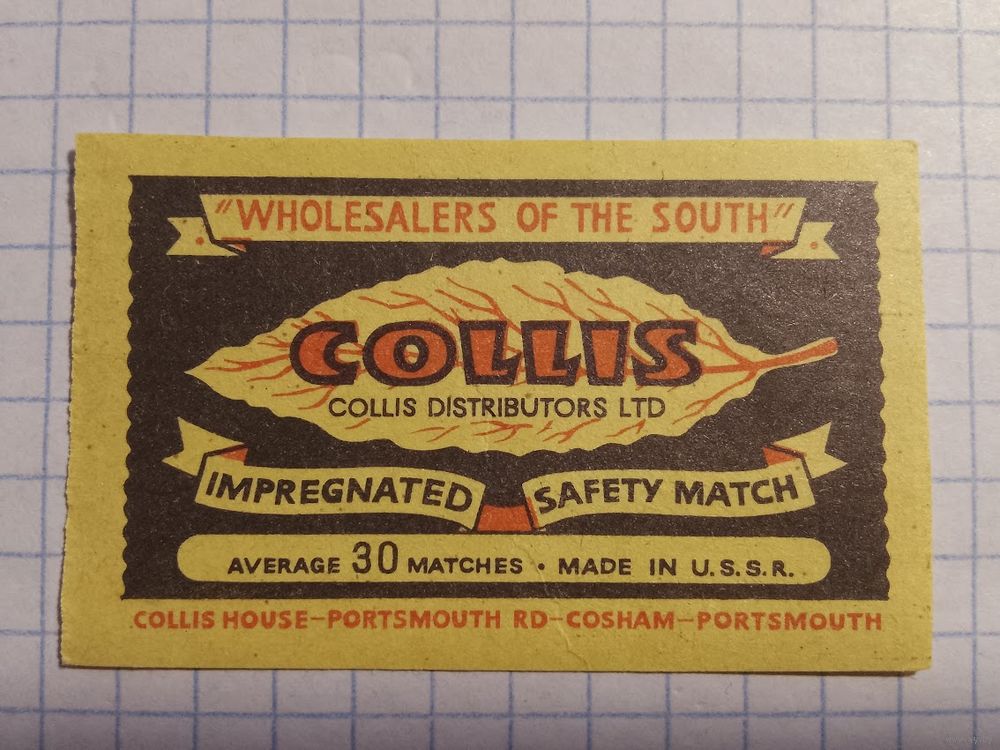 "WHOLESALERS OF THE SOUTH"
COLLIS
COLLIS DISTRIBUTORS LTD
IMPREGNATED SAFETY MATCH
AVERAGE 30 MATCHES · MADE IN U.S.S.R.
COLLIS HOUSE–PORTSMOUTH RD–COSHAM–PORTSMOUTH